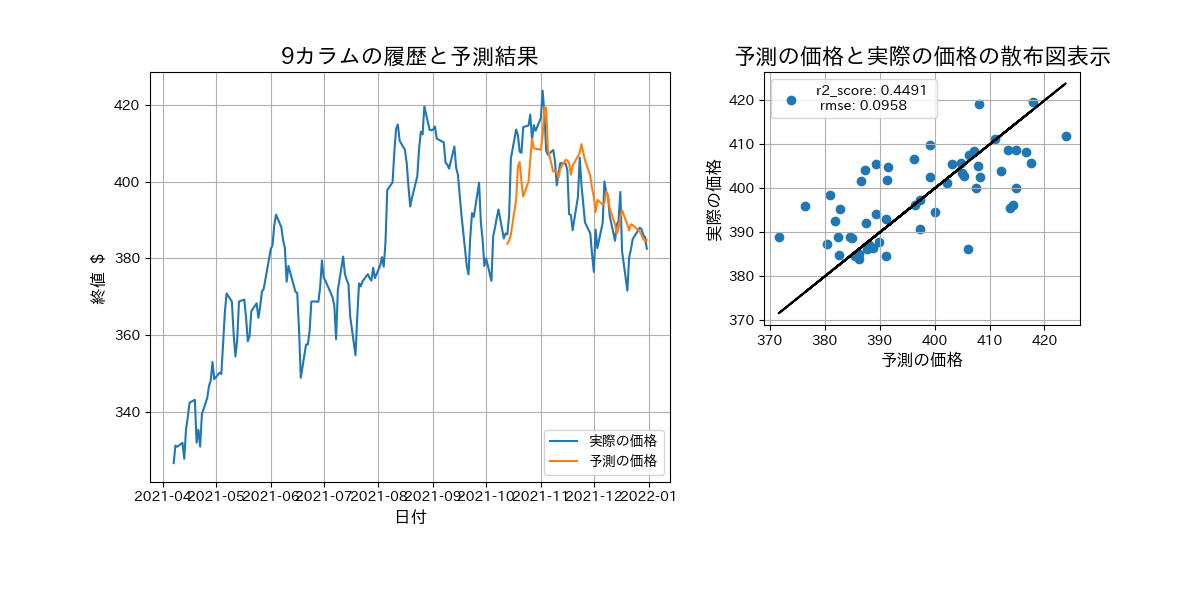 9カラムの履歴と予測結果
終値 $
420
400
380
360
340
2021-04
2021-05
2021-06
2021-07
2021-08
2021-09
2021-10
2021-11
2021-12
2022-01
日付
実際の価格
予測の価格
予測の価格と実際の価格の散布図表示
実際の価格
420
410
400
390
380
370
370
380
390
400
410
420
予測の価格
r2_score: 0.4491
rmse: 0.0958